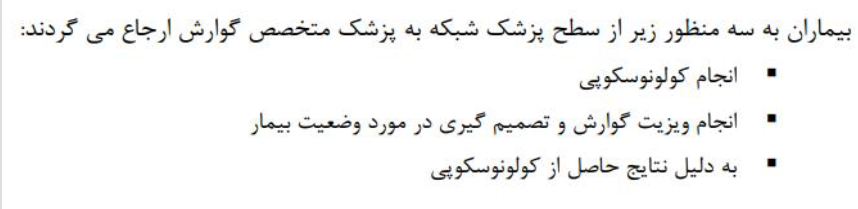 بیماران به سه منظور زیر از سطح پزشک شبکه به پزشک متخصص گوارش ارجاع می گردند:
▪ انجام کولونوسکوپی
▪ انجام ویزیت گوارش و تصمیم گیری در مورد وضعیت بیمار
▪ به دلیل نتایج حاصل از کولونوسکوپی